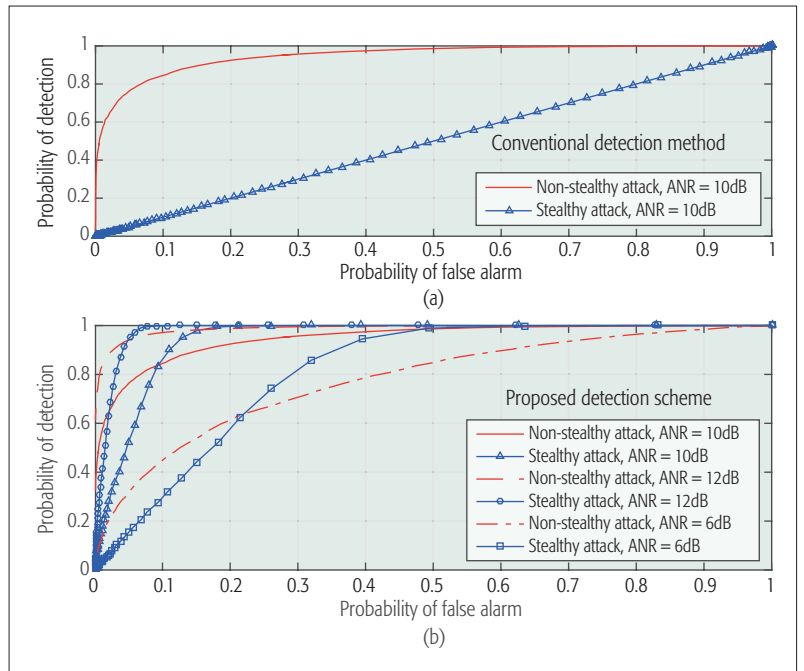 1
0.8
0.6
0.4
0.2
0
Probability of detection
Conventional detection method
Non-stealthy attack, ANR = 10dB
Stealthy attack, ANR = 10dB
0 0.1 0.2 0.3 0.4 0.5 0.6 0.7 0.8 0.9 1
Probability of false alarm
(a)
1
0.8
0.6
0.4
0.2
0
Probability of detection
Proposed detection scheme
Non-stealthy attack, ANR = 10dB
Stealthy attack, ANR = 10dB
Non-stealthy attack, ANR = 12dB
Stealthy attack, ANR = 12dB
Non-stealthy attack, ANR = 6dB
Stealthy attack, ANR = 6dB
0 0.1 0.2 0.3 0.4 0.5 0.6 0.7 0.8 0.9 1
Probability of false alarm
(b)